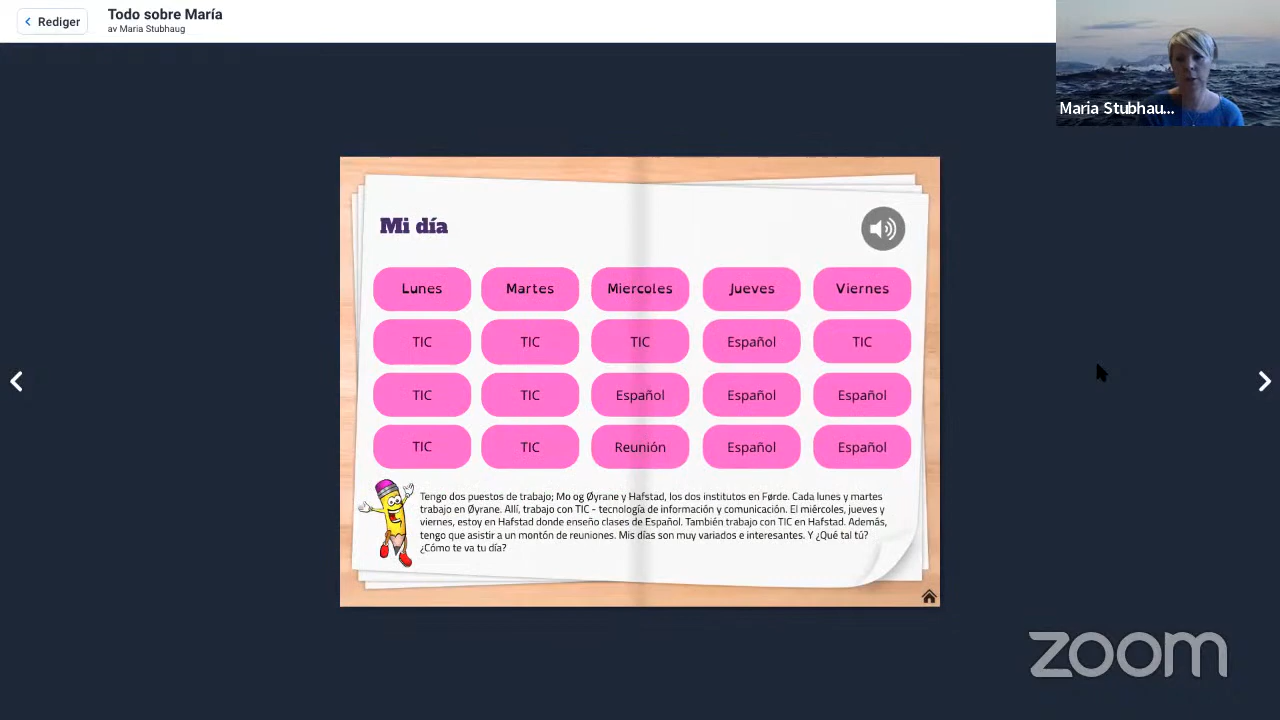 Rediger
Todo sobre María
av Maria Stubhaug
Maria Stubhau...
Mi día
Lunes Martes Miercoles Jueves Viernes
TIC TIC TIC Español TIC
TIC TIC Español Español Español
TIC TIC Reunión Español Español
Tengo dos puestos de trabajo; Mo og Øyrane y Hafstad, los dos institutos en Førde. Cada lunes y martes
trabajo en Øyrane. Allí, trabajo con TIC - tecnología de información y comunicación. El miércoles, jueves y
viernes, estoy en Hafstad donde enseño clases de Español. También trabajo con TIC en Hafstad. Además,
tengo que asistir a un montón de reuniones. Mis días son muy variados e interesantes. Y ¿Qué tal tú?
¿Cómo te va tu día?
zoom